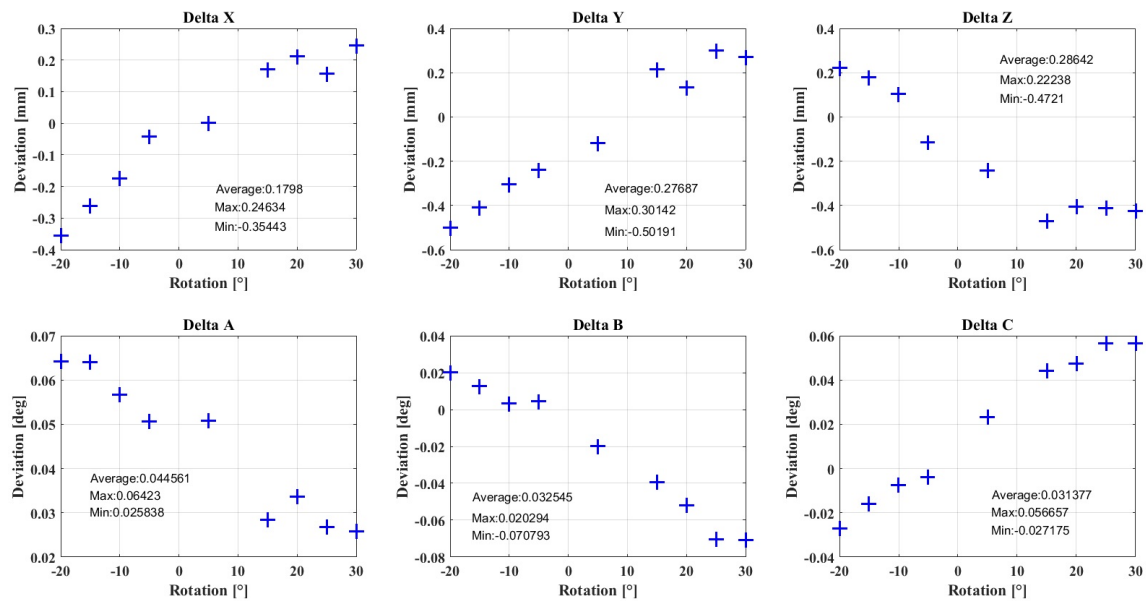 Delta X
Deviation [mm]
0.3
0.2
0.1
0
-0.1
-0.2
-0.3
-0.4
Average:0.1798
Max:0.24634
Min:-0.35443
-20 -10 0 10 20 30
Rotation [°]
Delta Y
Deviation [mm]
0.4
0.2
0
-0.2
-0.4
-0.6
Average:0.27687
Max:0.30142
Min:-0.50191
-20 -10 0 10 20 30
Rotation [°]
Delta Z
Deviation [mm]
0.4
0.2
0
-0.2
-0.4
-0.6
Average:0.28642
Max:0.22238
Min:-0.4721
-20 -10 0 10 20 30
Rotation [°]
Delta A
Deviation [deg]
0.07
0.06
0.05
0.04
0.03
0.02
Average:0.044561
Max:0.06423
Min:0.025838
-20 -10 0 10 20 30
Rotation [°]
Delta B
Deviation [deg]
0.04
0.02
0
-0.02
-0.04
-0.06
-0.08
Average:0.032545
Max:0.020294
Min:-0.070793
-20 -10 0 10 20 30
Rotation [°]
Delta C
Deviation [deg]
0.06
0.04
0.02
0
-0.02
-0.04
Average:0.031377
Max:0.056657
Min:-0.027175
-20 -10 0 10 20 30
Rotation [°]